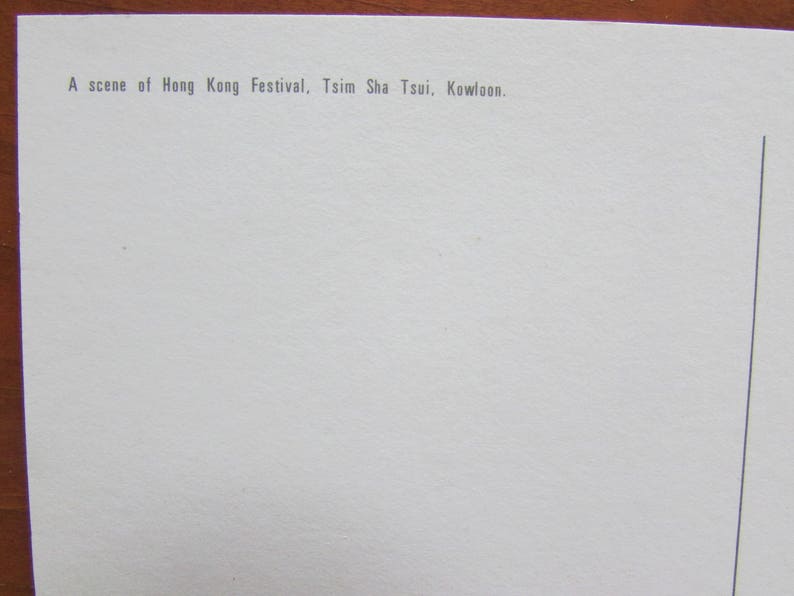 A scene of Hong Kong Festival, Tsim Sha Tsui, Kowloon.